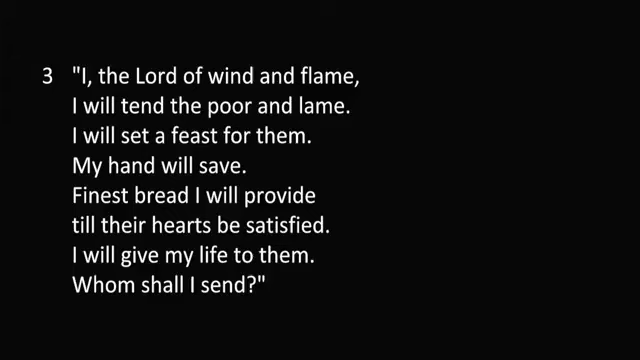 3 "I, the Lord of wind and flame,
I will tend the poor and lame.
I will set a feast for them.
My hand will save.
Finest bread I will provide
till their hearts be satisfied.
I will give my life to them.
Whom shall I send?"